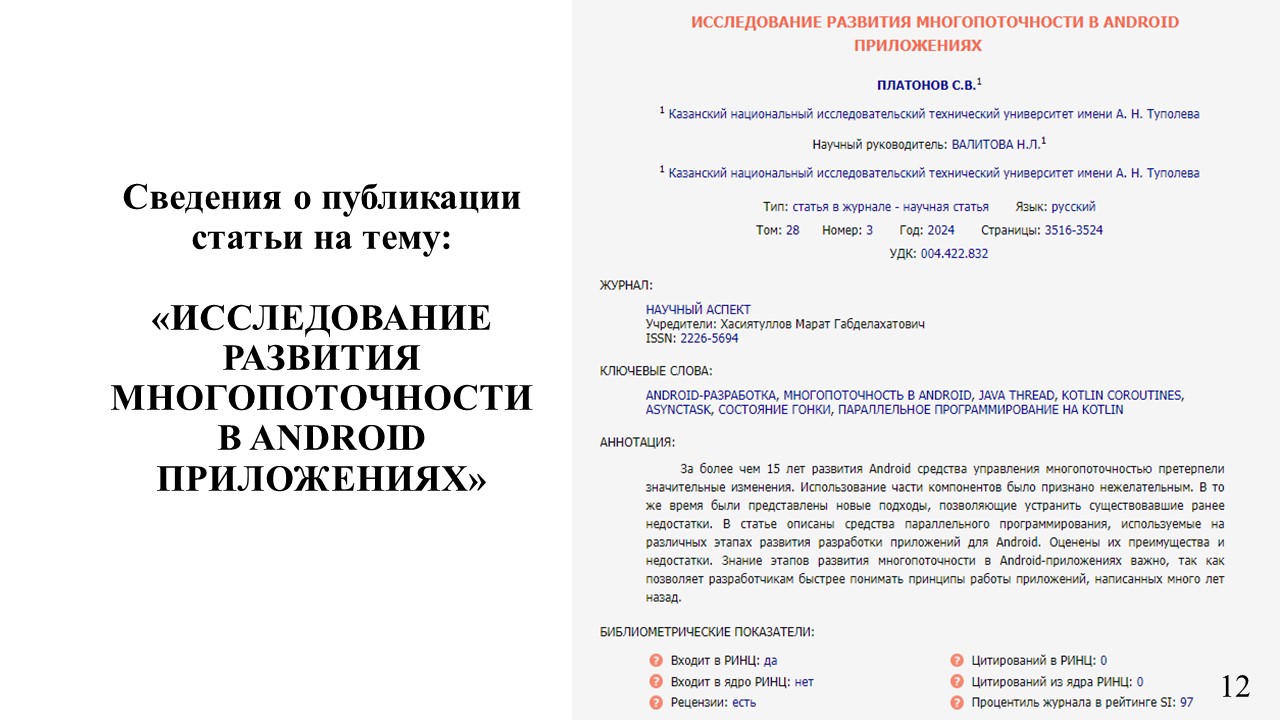 Сведения о публикации
статьи на тему:
«ИССЛЕДОВАНИЕ
РАЗВИТИЯ
МНОГОПОТОЧНОСТИ
В ANDROID
ПРИЛОЖЕНИЯХ»
ИССЛЕДОВАНИЕ РАЗВИТИЯ МНОГОПОТОЧНОСТИ В ANDROID
ПРИЛОЖЕНИЯХ
ПЛАТОНОВ С.В.¹
¹ Казанский национальный исследовательский технический университет имени А. Н. Туполева
Научный руководитель: ВАЛИТОВА Н.Л.¹
¹ Казанский национальный исследовательский технический университет имени А. Н. Туполева
Тип: статья в журнале - научная статья Язык: русский
Том: 28 Номер: 3 Год: 2024 Страницы: 3516-3524
УДК: 004.422.832
ЖУРНАЛ:
НАУЧНЫЙ АСПЕКТ
Учредители: Хасиятуллов Марат Габделахатович
ISSN: 2226-5694
КЛЮЧЕВЫЕ СЛОВА:
ANDROID-РАЗРАБОТКА, МНОГОПОТОЧНОСТЬ В ANDROID, JAVA THREAD, KOTLIN COROUTINES,
ASYNCTASK, СОСТОЯНИЕ ГОНКИ, ПАРАЛЛЕЛЬНОЕ ПРОГРАММИРОВАНИЕ НА KOTLIN
АННОТАЦИЯ:
За более чем 15 лет развития Android средства управления многопоточностью претерпели
значительные изменения. Использование части компонентов было признано нежелательным. В то
же время были представлены новые подходы, позволяющие устранить существовавшие ранее
недостатки. В статье описаны средства параллельного программирования, используемые на
различных этапах развития разработки приложений для Android. Оценены их преимущества и
недостатки. Знание этапов развития многопоточности в Android-приложениях важно, так как
позволяет разработчикам быстрее понимать принципы работы приложений, написанных много лет
назад.
БИБЛИОМЕТРИЧЕСКИЕ ПОКАЗАТЕЛИ:
? Входит в РИНЦ: да ? Цитирований в РИНЦ: 0
? Входит в ядро РИНЦ: нет ? Цитирований из ядра РИНЦ: 0
? Рецензии: есть ? Процентиль журнала в рейтинге SI: 97
12